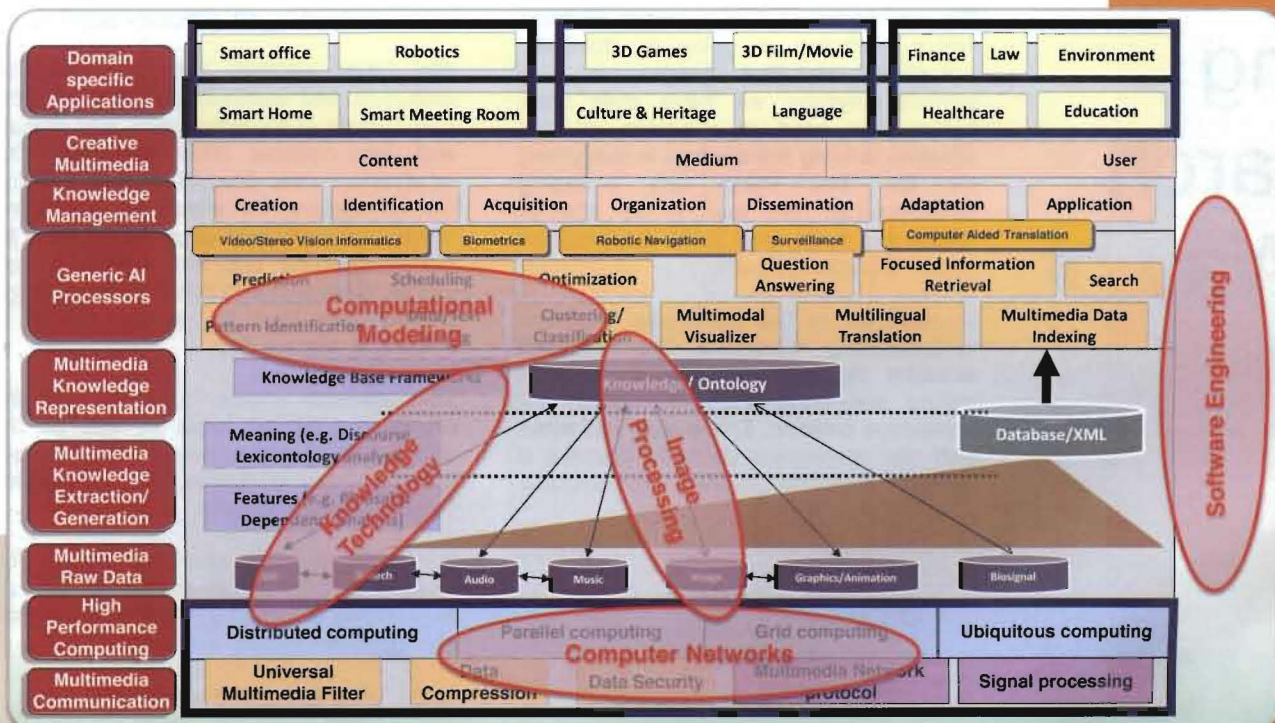 ng
arc
Domain
specific
Applications
Smart office
Robotics
3D Games
3D Film/Movie
Finance
Law
Environment
Smart Home
Smart Meeting Room
Culture & Heritage
Language
Healthcare
Education
Creative
Multimedia
Content
Medium
User
Knowledge
Management
Creation
Identification
Acquisition
Organization
Dissemination
Adaptation
Application
Generic AI
Processors
Video/Stereo Vision Informatics
Biometrics
Robotic Navigation
Surveillance
Computer Aided Translation
Prediction
Scheduling
Optimization
Question
Answering
Focused Information
Retrieval
Search
Pattern Identification
Data/Text
Clustering/
Classification
Multimodal
Visualizer
Multilingual
Translation
Multimedia Data
Indexing
Computational
Modeling
Multimedia
Knowledge
Representation
Knowledge Base Frameworks
Knowledge/ Ontology
Database/XML
Multimedia
Knowledge
Extraction/
Generation
Meaning (e.g. Discourse
Lexicontology analysis)
Features (e.g.
Dependency
Knowledge
Technology
Image
Processing
Software Engineering
Multimedia
Raw Data
Audio
Music
Image
Graphics/Animation
Biosignal
High
Performance
Computing
Distributed computing
Parallel computing
Grid computing
Ubiquitous computing
Computer Networks
Multimedia
Communication
Universal
Multimedia Filter
Data
Compression
Data Security
Multimedia Network
protocol
Signal processing